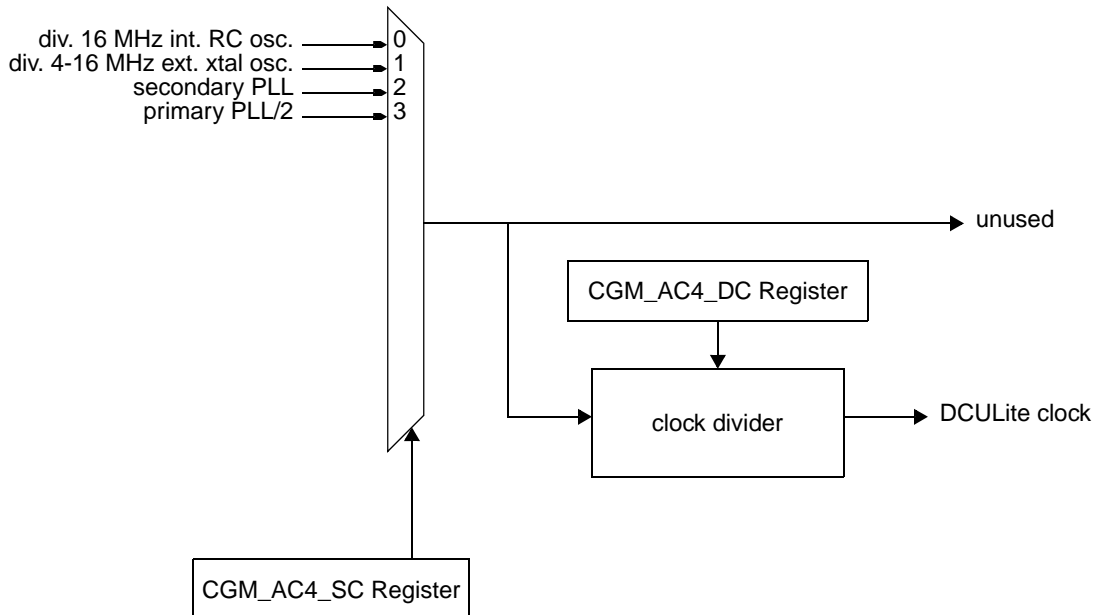 div. 16 MHz int. RC osc.
0
div. 4-16 MHz ext. xtal osc.
1
secondary PLL
2
primary PLL/2
3
unused
CGM_AC4_DC Register
clock divider
DCULite clock
CGM_AC4_SC Register